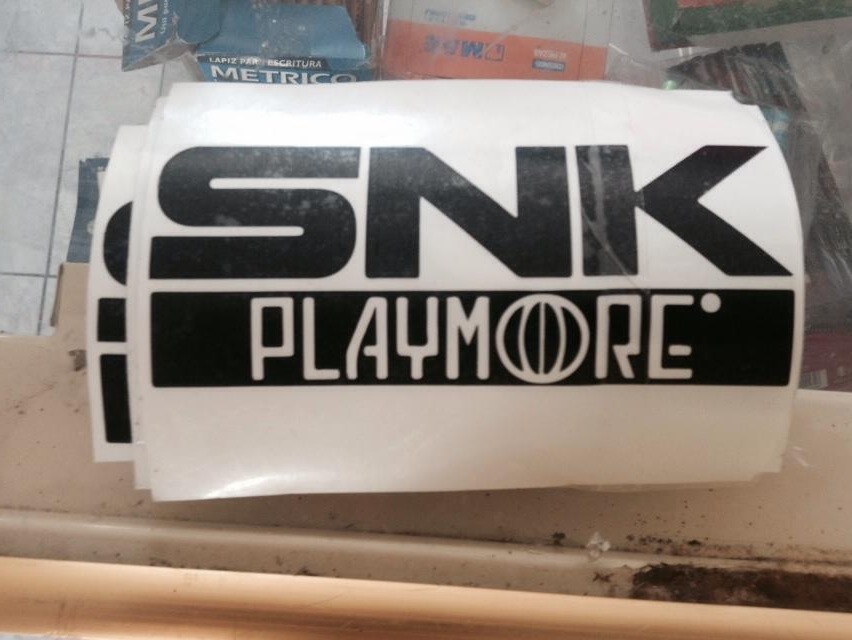 LAPIZ PAR ESCRITURA
METRICO
SNK
PLAYMORE